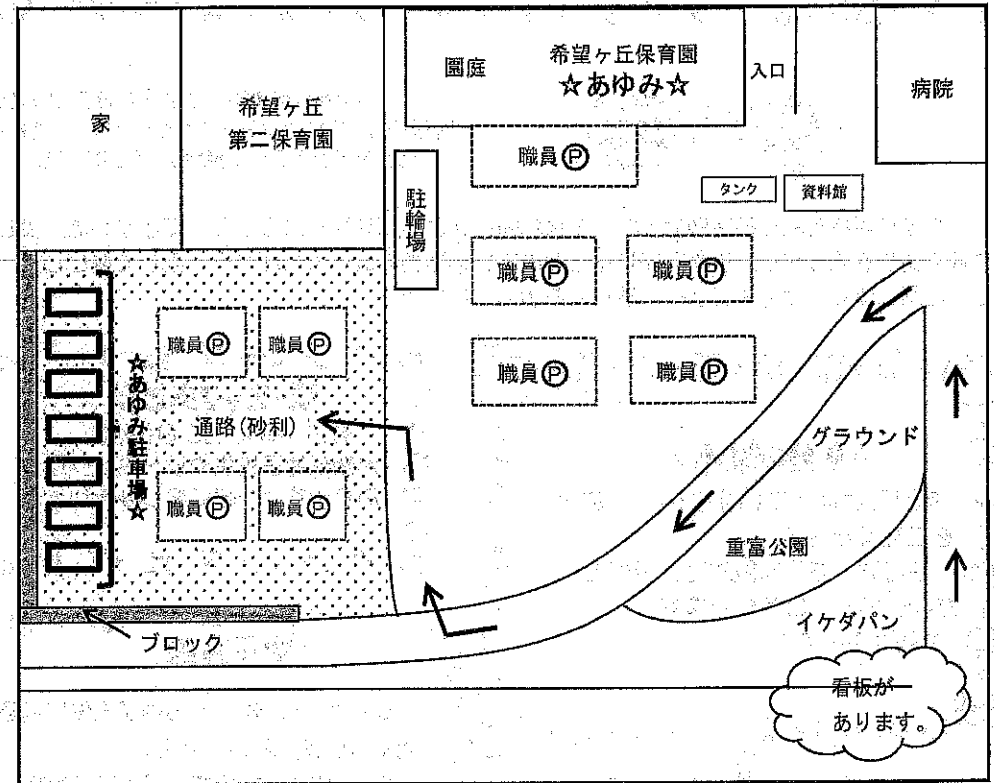 家
希望ヶ丘
第二保育園
園庭
希望ヶ丘保育園
☆あゆみ☆
入口
病院
職員Ⓟ
駐輪場
タンク
資料館
職員Ⓟ
職員Ⓟ
職員Ⓟ
職員Ⓟ
職員Ⓟ
職員Ⓟ
☆あゆみ駐車場☆
通路(砂利)
職員Ⓟ
職員Ⓟ
グラウンド
重富公園
イケダパン
ブロック
看板が
あります。